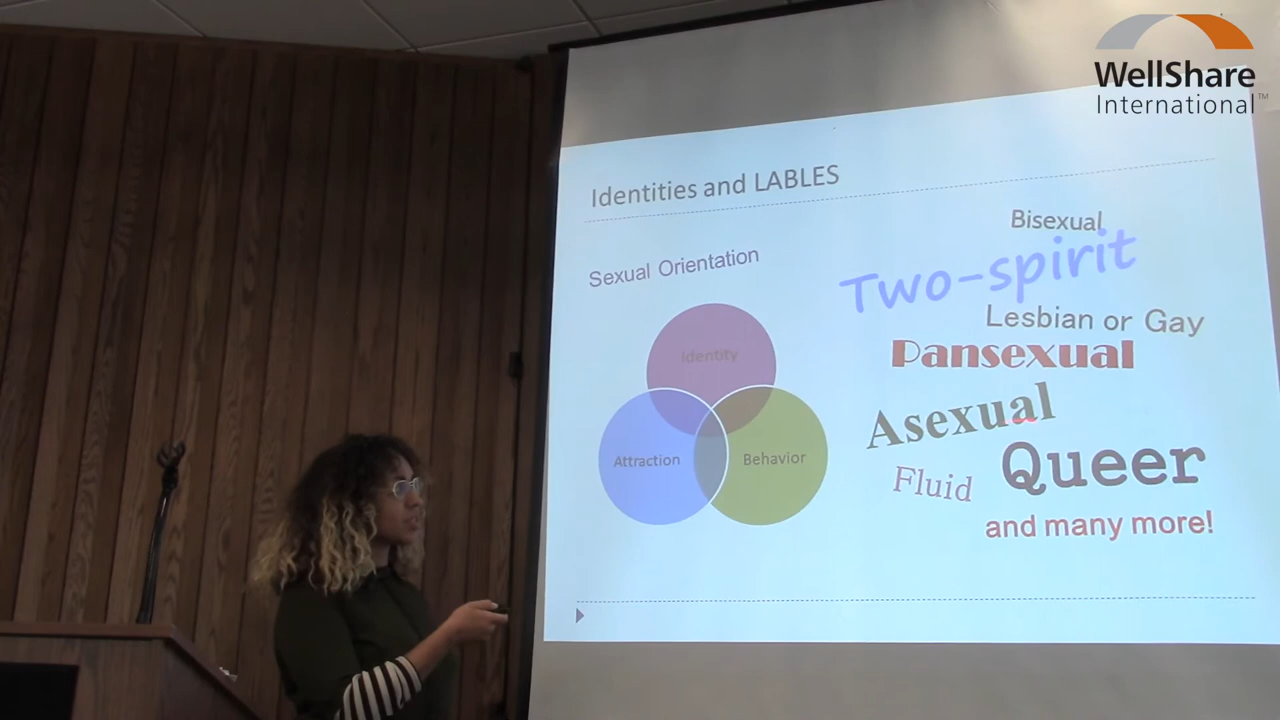 WellShare
International™
Identities and LABLES
Sexual Orientation
Identity
Attraction
Behavior
Bisexual
Two-spirit
Lesbian or Gay
Pansexual
Asexual
Queer
Fluid
and many more!